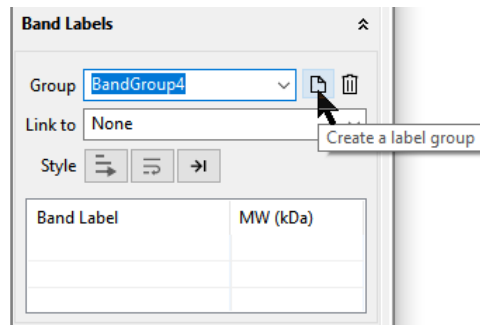 Band Labels
Group BandGroup4
Link to None
Create a label group
Style
Band Label MW (kDa)